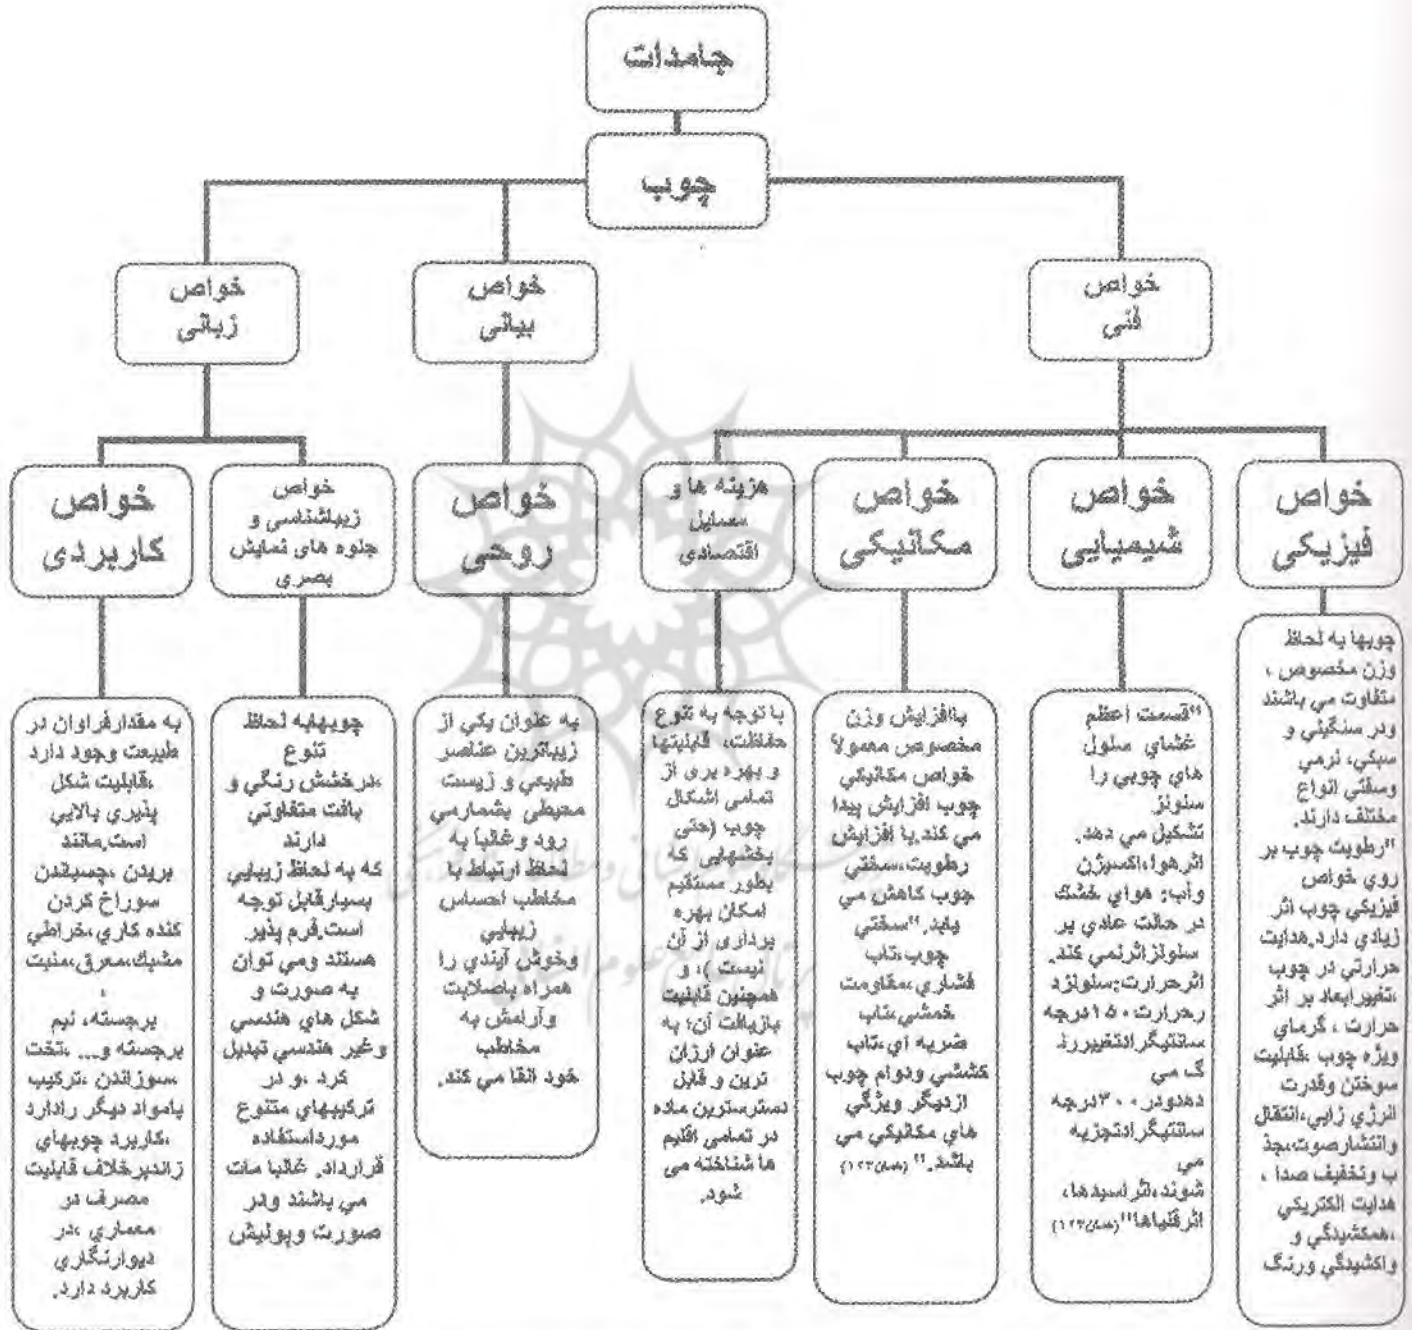 جامدات
چوب
خواص
فنی
خواص
بیانی
خواص
زبانی
خواص
فیزیکی
خواص
شیمیایی
خواص
مکانیکی
هزینه ها و
مسایل
اقتصادی
خواص
روحی
خواص
زیباشناسی و
جلوه های نمایش
بصری
خواص
کاربردی
چوبها به لحاظ
وزن مخصوص ،
متفاوت می باشند
ودر سنگینی و
سبکی، نرمی
وسفتی انواع
مختلف دارند.
"رطوبت چوب بر
روی خواص
فیزیکی چوب اثر
زیادی دارد.هدایت
حرارتی در چوب
،تغییرابعاد بر اثر
حرارت ، گرمای
ویژه چوب ،قابلیت
سوختن وقدرت
انرژی زایی،انتقال
وانتشارصوت،جذ
ب وتخفیف صدا ،
هدایت الکتریکی
،همکشیدگی و
واکشیدگی ورنگ
"قسمت اعظم
غشای سلول
های چوبی را
سلولز
تشکیل می دهد.
اثرهوا،اکسیژن
وآب: هوای خشك
در حالت عادی بر
سلولزاثرنمی کند.
اثرحرارت:سلولزد
رحرارت۱۵۰درجه
سانتیگرادتغییررن
گ می
دهدودر۳۰۰درجه
سانتیگرادتجزیه
می
شوند،اثراسیدها،
اثرقلیاها"(همان۱۲۳)
باافزایش وزن
مخصوص معمولاً
خواص مکانیکی
چوب افزایش پیدا
می کند.با افزایش
رطوبت،سختی
چوب کاهش می
یابد."سختی
چوب،تاب
فشاری،مقاومت
خمشی،تاب
ضربه ای،تاب
کششی ودوام چوب
ازدیگر ویژگی
های مکانیکی می
باشد." (همان۱۲۳)
با توجه به تنوع
حفاظت، قابلیتها
و بهره بری از
تمامی اشکال
چوب (حتی
بخشهایی که
بطور مستقیم
امکان بهره
برداری از آن
نیست )، و
همچنین قابلیت
بازیافت آن؛ به
عنوان ارزان
ترین و قابل
دسترسترین ماده
در تمامی اقلیم
ها شناخته می
شود.
به عنوان یکی از
زیباترین عناصر
طبیعی و زیست
محیطی بشمارمی
رود و غالبا به
لحاظ ارتباط با
مخاطب احساس
زیبایی
وخوش آیندی را
همراه باصلابت
وآرامش به
مخاطب
خود القا می کند.
چوبهابه لحاظ
تنوع
،درخشش رنگی و
بافت متفاوتی
دارند
که به لحاظ زیبایی
بسیارقابل توجه
است.فرم پذیر
هستند ومی توان
به صورت و
شکل های هندسی
وغیر هندسی تبدیل
کرد ،و در
ترکیبهای متنوع
مورداستفاده
قرارداد. غالبا مات
می باشند ودر
صورت وپولیش
به مقدارفراوان در
طبیعت وجود دارد
،قابلیت شکل
پذیری بالایی
است.مانند
بریدن ،چسباندن
سوراخ کردن
کنده کاری،خراطی
مشبك،معرق،منبت
،
برجسته، نیم
برجسته و... ،تخت
،سوزاندن ،ترکیب
بامواد دیگر رادارد
،کاربرد چوبهای
زائدبرخلاف قابلیت
مصرف در
معماری ،در
دیوارنگاری
کاربرد دارد.